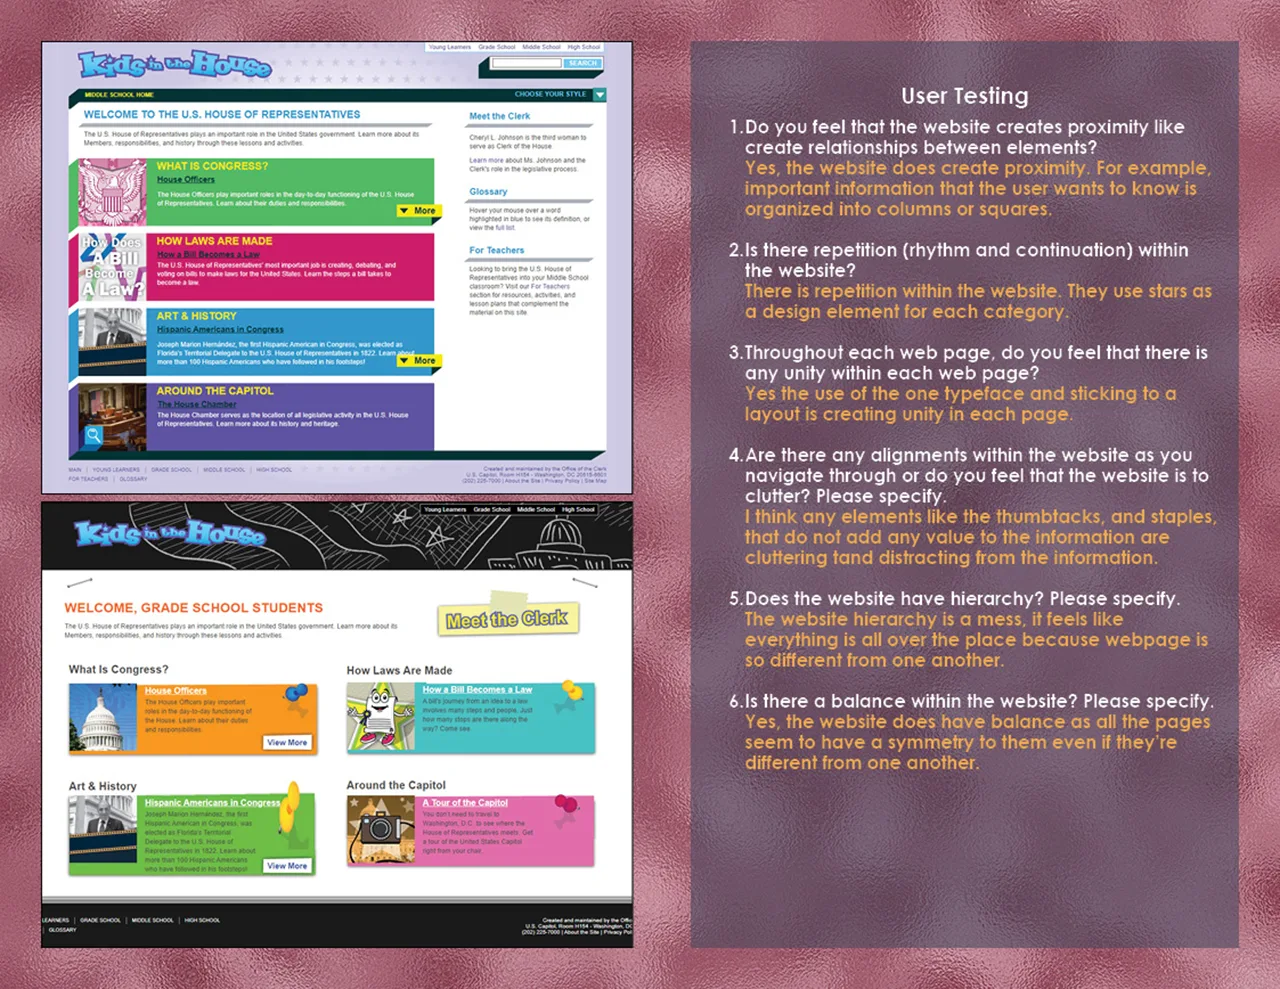 Kids in the House
Young Learners Grade School Middle School High School
SEARCH
MIDDLE SCHOOL HOME
CHOOSE YOUR STYLE
WELCOME TO THE U.S. HOUSE OF REPRESENTATIVES
The U.S. House of Representatives plays an important role in the United States government. Learn more about its
Members, responsibilities, and history through these lessons and activities.
WHAT IS CONGRESS?
House Officers
The House Officers play important roles in the day-to-day functioning of the U.S. House
of Representatives. Learn about their duties and responsibilities.
More
How Does
A Bill
Become
A Law?
HOW LAWS ARE MADE
How a Bill Becomes a Law
The U.S. House of Representatives' most important job is creating, debating, and
voting on bills to make laws for the United States. Learn the steps a bill takes to
become a law.
ART & HISTORY
Hispanic Americans in Congress
Joseph Marion Hernández, the first Hispanic American in Congress, was elected as
Florida's Territorial Delegate to the U.S. House of Representatives in 1822. Learn about
more than 100 Hispanic Americans who have followed in his footsteps!
More
AROUND THE CAPITOL
The House Chamber
The House Chamber serves as the location of all legislative activity in the U.S. House
of Representatives. Learn more about its history and heritage.
Meet the Clerk
Cheryl L. Johnson is the third woman to
serve as Clerk of the House.
Learn more about Ms. Johnson and the
Clerk's role in the legislative process.
Glossary
Hover your mouse over a word
highlighted in blue to see its definition, or
view the full list.
For Teachers
Looking to bring the U.S. House of
Representatives into your Middle School
classroom? Visit our For Teachers
section for resources, activities, and
lesson plans that complement the
material on this site.
MAIN | YOUNG LEARNERS | GRADE SCHOOL | MIDDLE SCHOOL | HIGH SCHOOL
FOR TEACHERS | GLOSSARY
Created and maintained by the Office of the Clerk
U.S. Capitol, Room H154 - Washington, DC 20515-6601
(202) 225-7000 | About the Site | Privacy Policy | Site Map
Kids in the House
Young Learners Grade School Middle School High School
WELCOME, GRADE SCHOOL STUDENTS
The U.S. House of Representatives plays an important role in the United States government. Learn more about its
Members, responsibilities, and history through these lessons and activities.
Meet the Clerk
What Is Congress?
House Officers
The House Officers play important
roles in the day-to-day functioning of
the House. Learn about their duties
and responsibilities.
View More
How Laws Are Made
How a Bill Becomes a Law
A bill's journey from an idea to a law
involves many steps and people. Just
how many steps are there along the
way? Come see.
Art & History
Hispanic Americans in Congress
Joseph Marion Hernández, the first
Hispanic American in Congress, was
elected as Florida's Territorial
Delegate to the U.S. House of
Representatives in 1822. Learn about
more than 100 Hispanic Americans
who have followed in his footsteps!
View More
Around the Capitol
A Tour of the Capitol
You don't need to travel to
Washington, D.C. to see where the
House of Representatives meets. Get
a tour of the United States Capitol
right from your chair.
LEARNERS | GRADE SCHOOL | MIDDLE SCHOOL | HIGH SCHOOL
| GLOSSARY
Created and maintained by the Offic
U.S. Capitol, Room H154 - Washington, DC
(202) 225-7000 | About the Site | Privacy Pol
User Testing
1. Do you feel that the website creates proximity like
create relationships between elements?
Yes, the website does create proximity. For example,
important information that the user wants to know is
organized into columns or squares.
2. Is there repetition (rhythm and continuation) within
the website?
There is repetition within the website. They use stars as
a design element for each category.
3. Throughout each web page, do you feel that there is
any unity within each web page?
Yes the use of the one typeface and sticking to a
layout is creating unity in each page.
4. Are there any alignments within the website as you
navigate through or do you feel that the website is to
clutter? Please specify.
I think any elements like the thumbtacks, and staples,
that do not add any value to the information are
cluttering tand distracting from the information.
5. Does the website have hierarchy? Please specify.
The website hierarchy is a mess, it feels like
everything is all over the place because webpage is
so different from one another.
6. Is there a balance within the website? Please specify.
Yes, the website does have balance as all the pages
seem to have a symmetry to them even if they're
different from one another.